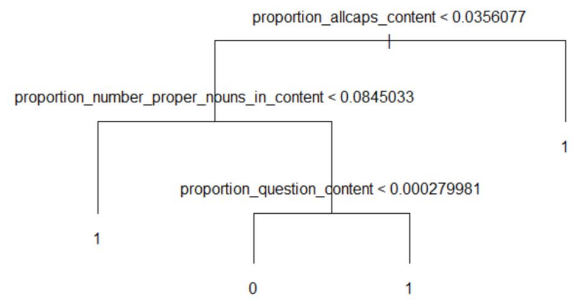 proportion_allcaps_content < 0.0356077
proportion_number_proper_nouns_in_content < 0.0845033
1
proportion_question_content < 0.000279981
1
0
1